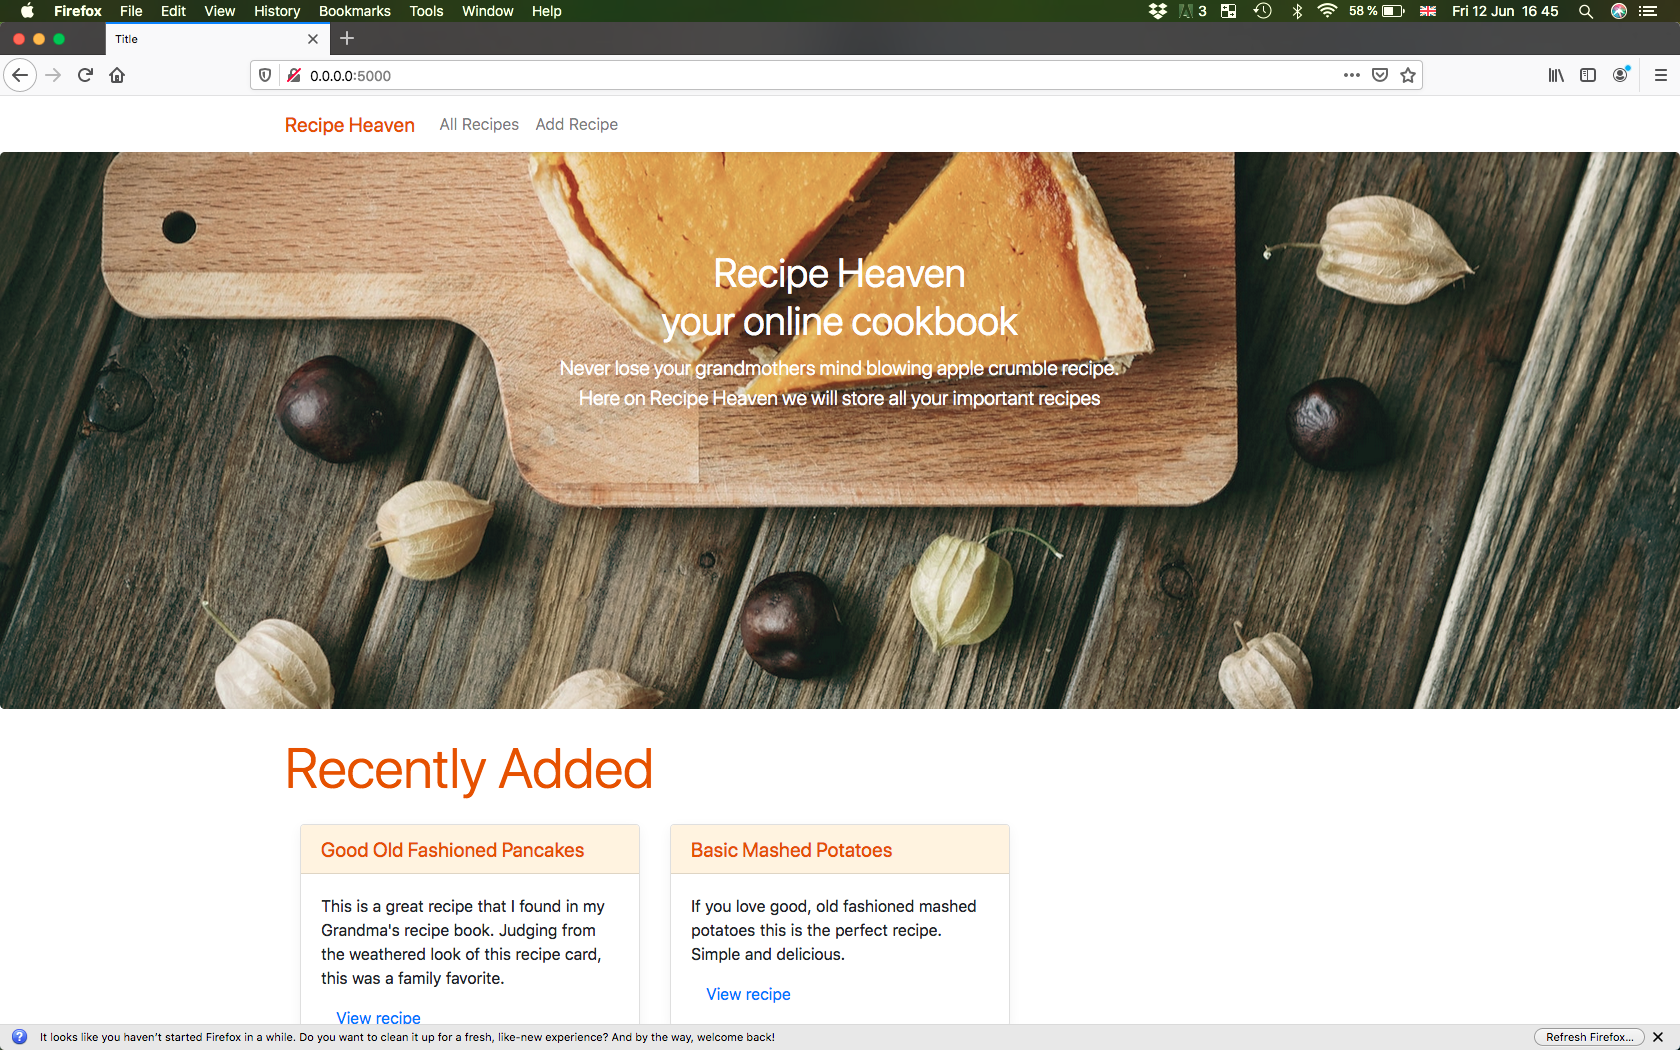 Firefox File Edit View History Bookmarks Tools Window Help 3 58 % Fri 12 Jun 16 45
Title
0.0.0.0:5000
Recipe Heaven All Recipes Add Recipe
Recipe Heaven
your online cookbook
Never lose your grandmothers mind blowing apple crumble recipe.
Here on Recipe Heaven we will store all your important recipes
Recently Added
Good Old Fashioned Pancakes
This is a great recipe that I found in my
Grandma's recipe book. Judging from
the weathered look of this recipe card,
this was a family favorite.
View recipe
Basic Mashed Potatoes
If you love good, old fashioned mashed
potatoes this is the perfect recipe.
Simple and delicious.
View recipe
It looks like you haven't started Firefox in a while. Do you want to clean it up for a fresh, like-new experience? And by the way, welcome back! Refresh Firefox...